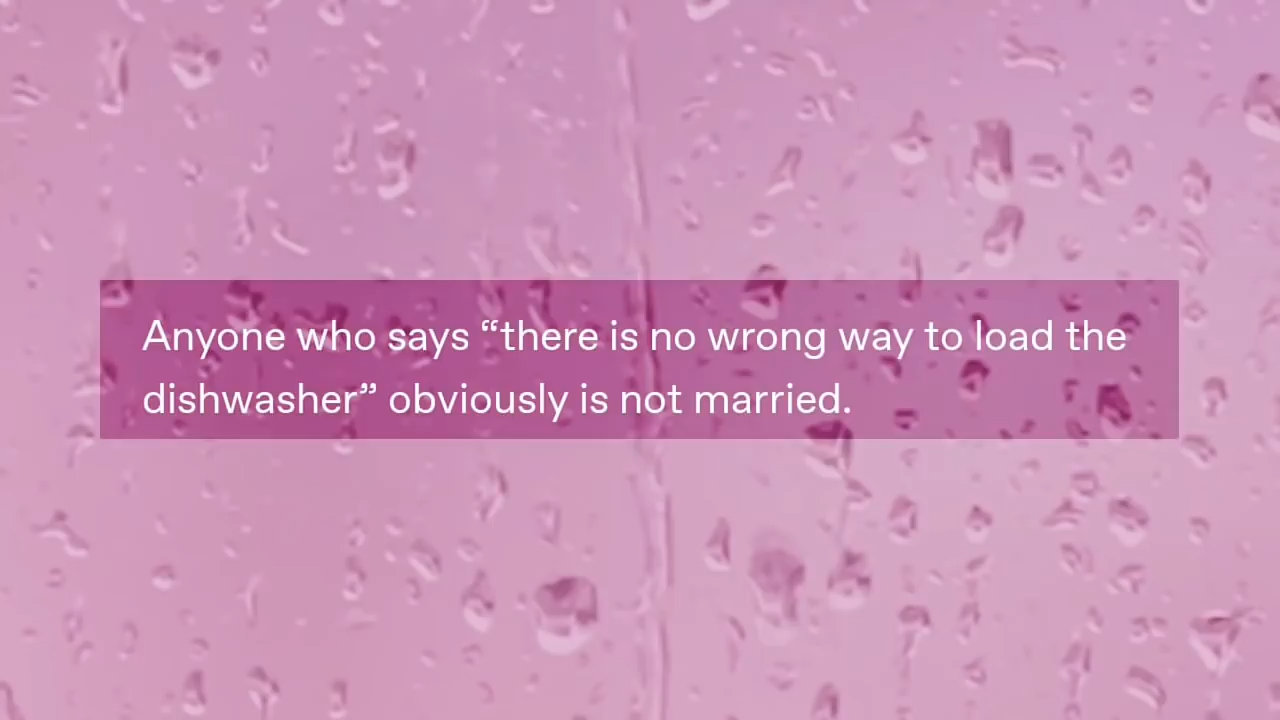 Anyone who says “there is no wrong way to load the
dishwasher” obviously is not married.